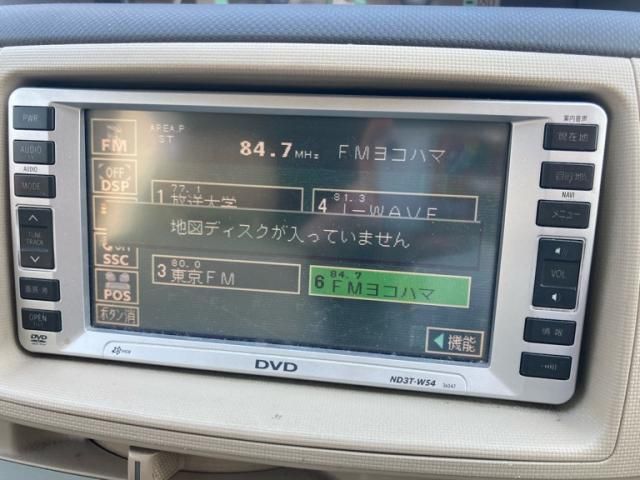 PWR
AUDIO
AUDIO
MODE
TUNE
TRACK
OPEN
DVD
FM
OFF
DSP
SSC
POS
ボタン消
AREA.P
ST
84.7MHz FMヨコハマ
1 77.1 放送大学
4 81.3 J-WAVE
地図ディスクが入っていません
3 80.0 東京FM
6 84.7 FMヨコハマ
機能
DVD
ND3T-W54
案内音声
現在地
目的地
NAVI
メニュー
VOL
情報